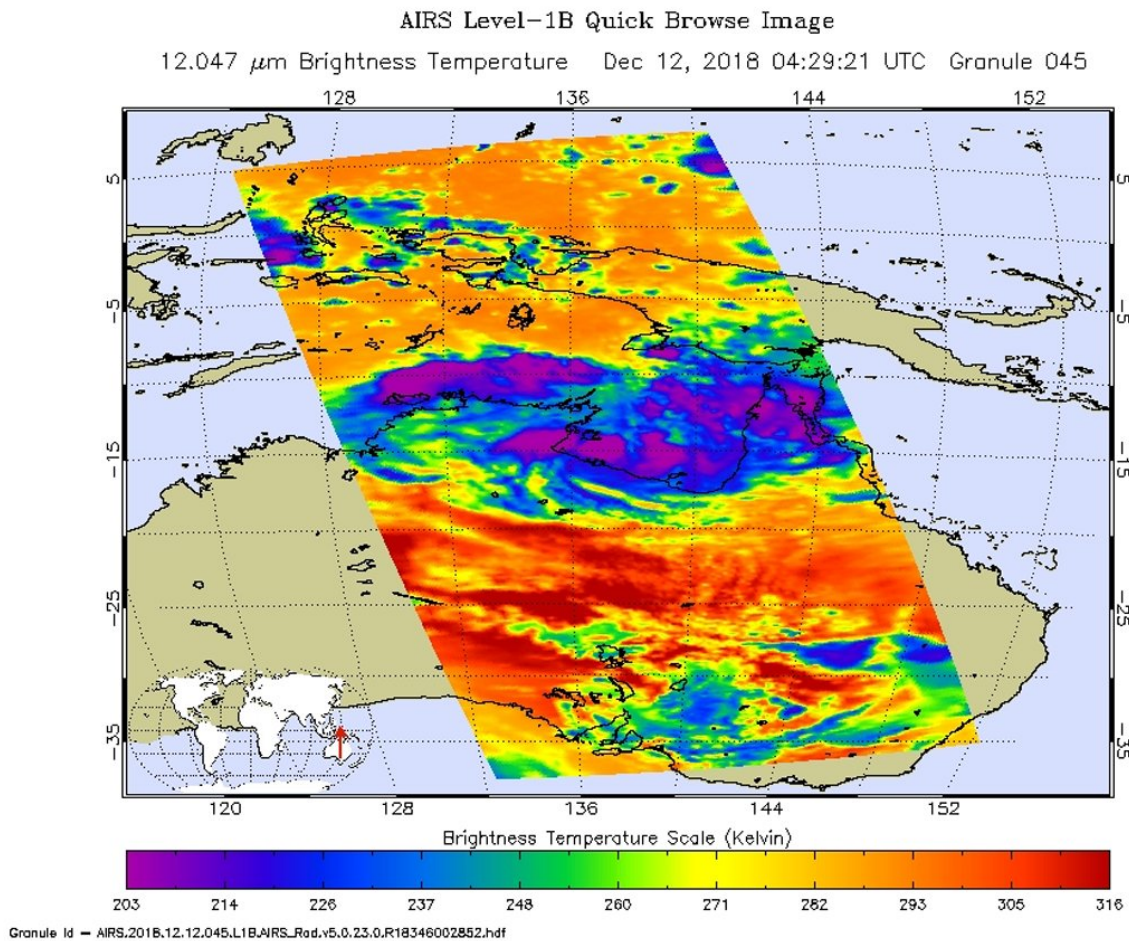 AIRS Level-1B Quick Browse Image
12.047 μm Brightness Temperature Dec 12, 2018 04:29:21 UTC Granule 045
128 136 144 152
5 5
-5 -5
-15 -15
-25 -25
-35 -35
120 128 136 144 152
Brightness Temperature Scale (Kelvin)
203 214 226 237 248 260 271 282 293 305 316
Granule Id – AIRS.2018.12.12.045.L1B.AIRS_Rad.v5.0.23.0.R18346002852.hdf